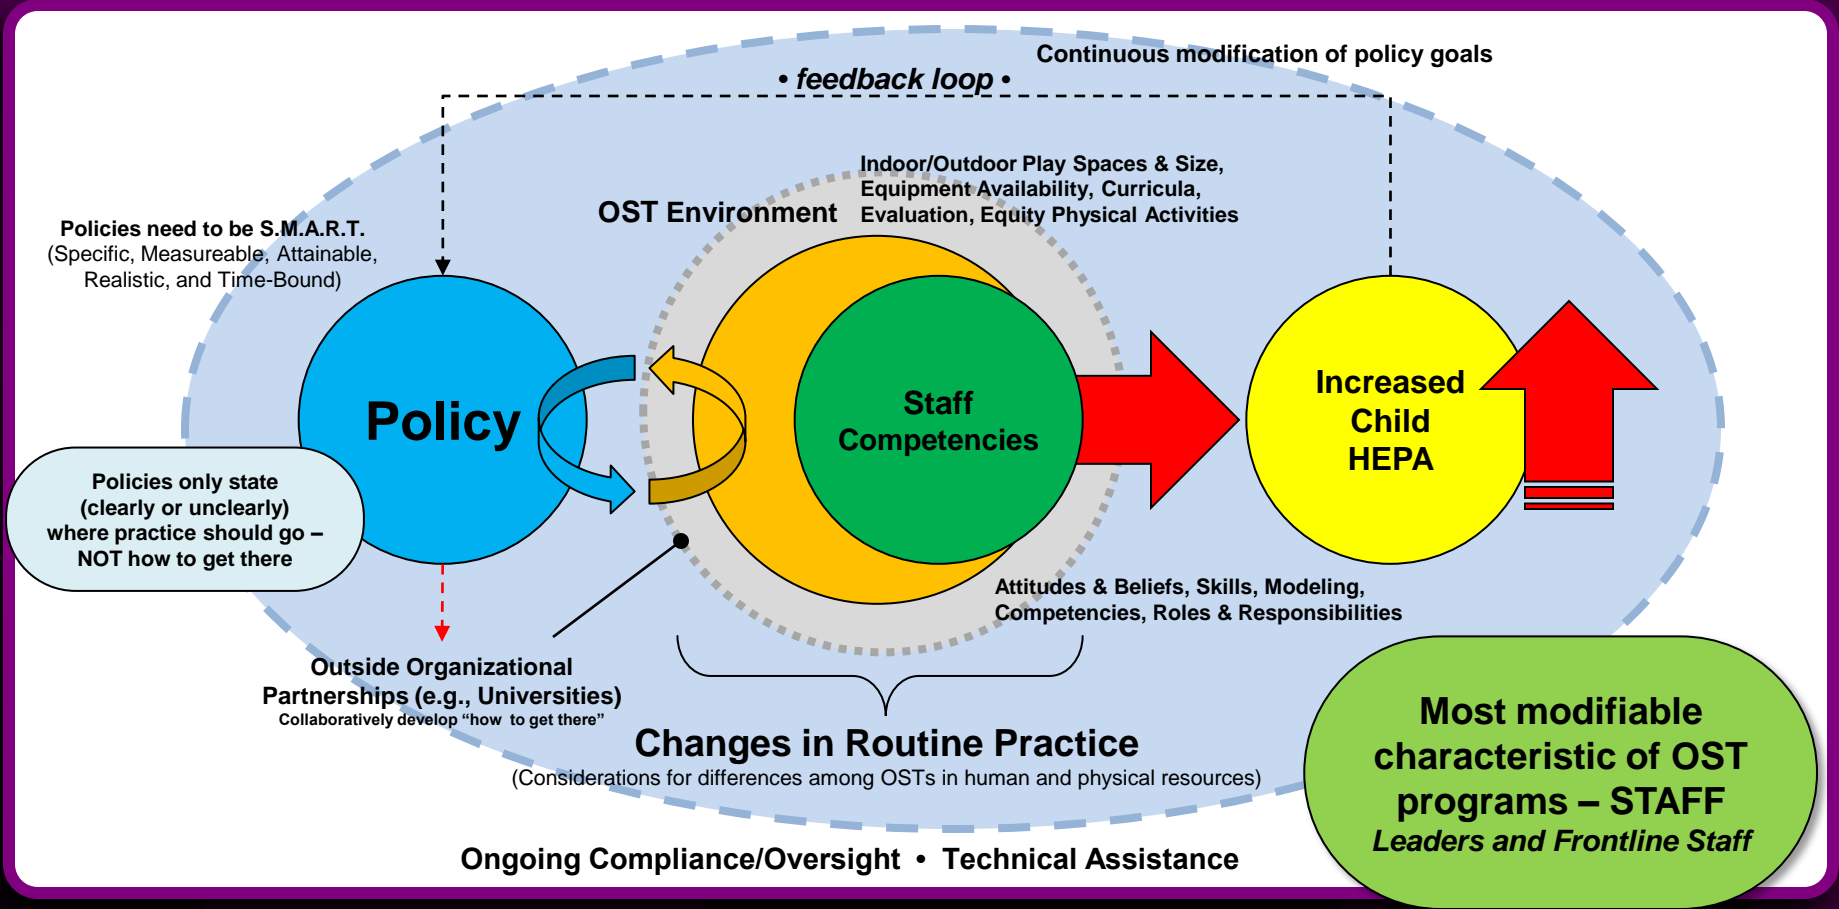 Continuous modification of policy goals
• feedback loop •
Indoor/Outdoor Play Spaces & Size,
Equipment Availability, Curricula,
Evaluation, Equity Physical Activities
OST Environment
Policies need to be S.M.A.R.T.
(Specific, Measureable, Attainable,
Realistic, and Time-Bound)
Policy
Staff
Competencies
Increased
Child
HEPA
Policies only state
(clearly or unclearly)
where practice should go –
NOT how to get there
Attitudes & Beliefs, Skills, Modeling,
Competencies, Roles & Responsibilities
Outside Organizational
Partnerships (e.g., Universities)
Collaboratively develop “how to get there”
Changes in Routine Practice
(Considerations for differences among OSTs in human and physical resources)
Most modifiable
characteristic of OST
programs – STAFF
Leaders and Frontline Staff
Ongoing Compliance/Oversight • Technical Assistance